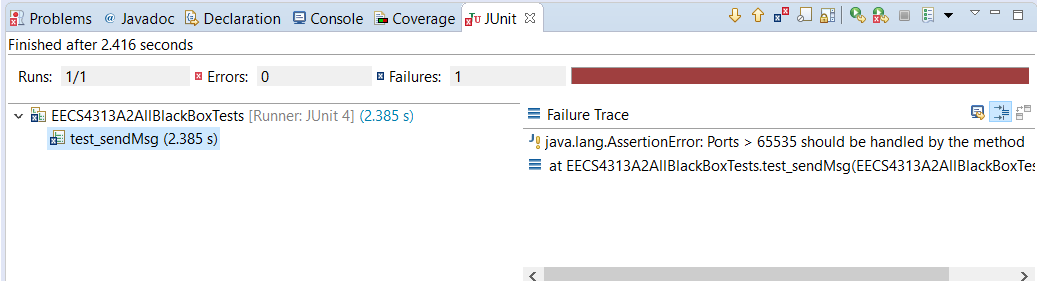 Problems @ Javadoc Declaration Console Coverage JUnit
Finished after 2.416 seconds
Runs: 1/1 Errors: 0 Failures: 1
EECS4313A2AllBlackBoxTests [Runner: JUnit 4] (2.385 s)
test_sendMsg (2.385 s)
Failure Trace
java.lang.AssertionError: Ports > 65535 should be handled by the method
at EECS4313A2AllBlackBoxTests.test_sendMsg(EECS4313A2AllBlackBoxTes